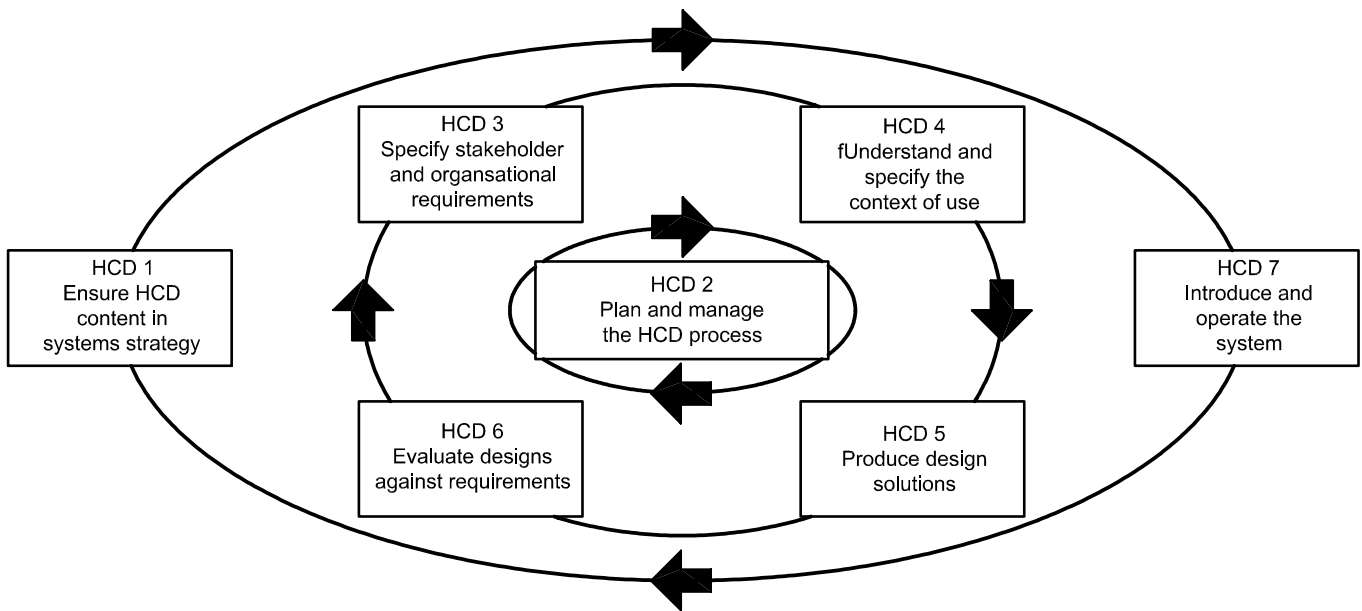 HCD 3
Specify stakeholder
and organsational
requirements
HCD 4
fUnderstand and
specify the
context of use
HCD 1
Ensure HCD
content in
systems strategy
HCD 2
Plan and manage
the HCD process
HCD 7
Introduce and
operate the
system
HCD 6
Evaluate designs
against requirements
HCD 5
Produce design
solutions